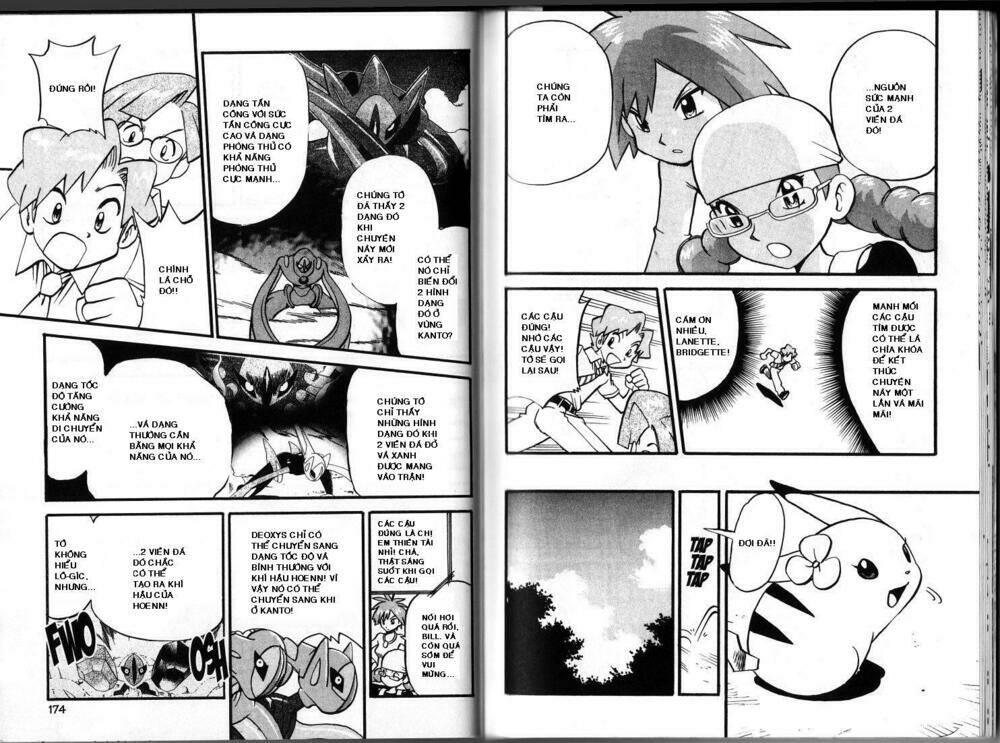 ĐÚNG RỒI!
CHÍNH
LÀ CHỖ
ĐÓ!!
DẠNG TẤN
CÔNG VỚI SỨC
TẤN CÔNG CỰC
CAO VÀ DẠNG
PHÒNG THỦ CÓ
KHẢ NĂNG
PHÒNG THỦ
CỰC MẠNH...
CHÚNG TỚ
ĐÃ THẤY 2
DẠNG ĐÓ
KHI
CHUYỆN
NÀY MỚI
XẨY RA!
CÓ THỂ
NÓ CHỈ
BIẾN ĐỔI
2 HÌNH
DẠNG ĐÓ
Ở VÙNG
KANTO?
DẠNG TỐC
ĐỘ TĂNG
CƯỜNG
KHẢ NĂNG
DI CHUYỂN
CỦA NÓ...
...VÀ DẠNG
THƯỜNG CÂN
BẰNG MỌI KHẢ
NĂNG CỦA NÓ...
CHÚNG TỚ
CHỈ THẤY
NHỮNG HÌNH
DẠNG ĐÓ KHI
2 VIÊN ĐÁ ĐỎ
VÀ XANH
ĐƯỢC MANG
VÀO TRẬN!
TỚ
KHÔNG
HIỂU
LÔ-GIC,
NHƯNG...
...2 VIÊN ĐÁ
ĐÓ CHẮC
CÓ THỂ
TẠO RA KHÍ
HẬU CỦA
HOENN!
FWO
OSH
DEOXYS CHỈ CÓ
THỂ CHUYỂN SANG
DẠNG TỐC ĐỘ VÀ
BÌNH THƯỜNG VỚI
KHÍ HẬU HOENN! VÌ
VẬY NÓ CÓ THỂ
CHUYỂN SANG KHI
Ở KANTO!
CÁC CẬU
ĐÚNG LÀ CHỊ
EM THIÊN TÀI
NHỈ! CHÀ,
THẬT SÁNG
SUỐT KHI GỌI
CÁC CẬU!
NÓI HƠI
QUÁ RỒI,
BILL. VÀ
CÒN QUÁ
SỚM ĐỂ
VUI
MỪNG...
174
CHÚNG
TA CÒN
PHẢI
TÌM RA...
...NGUỒN
SỨC MẠNH
CỦA 2
VIÊN ĐÁ
ĐÓ!
CÁC CẬU
ĐÚNG!
NHỜ CÁC
CẬU VẬY!
TỚ SẼ GỌI
LẠI SAU!
CÁM ƠN
NHIỀU,
LANETTE,
BRIDGETTE!
MANH MỐI
CÁC CẬU
TÌM ĐƯỢC
CÓ THỂ LÀ
CHÌA KHÓA
ĐỂ KẾT
THÚC
CHUYỆN
NÀY MỘT
LẦN VÀ MÃI
MÃI!
TAP
TAP
TAP
ĐỢI ĐÃ!!